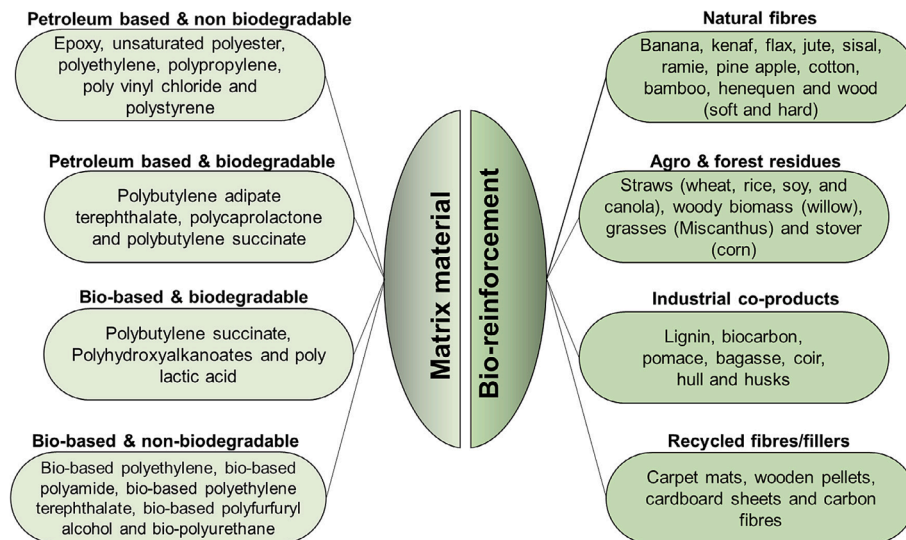 Petroleum based & non biodegradable
Epoxy, unsaturated polyester,
polyethylene, polypropylene,
poly vinyl chloride and
polystyrene
Petroleum based & biodegradable
Polybutylene adipate
terephthalate, polycaprolactone
and polybutylene succinate
Bio-based & biodegradable
Polybutylene succinate,
Polyhydroxyalkanoates and poly
lactic acid
Bio-based & non-biodegradable
Bio-based polyethylene, bio-based
polyamide, bio-based polyethylene
terephthalate, bio-based polyfurfuryl
alcohol and bio-polyurethane
Matrix material
Bio-reinforcement
Natural fibres
Banana, kenaf, flax, jute, sisal,
ramie, pine apple, cotton,
bamboo, henequen and wood
(soft and hard)
Agro & forest residues
Straws (wheat, rice, soy, and
canola), woody biomass (willow),
grasses (Miscanthus) and stover
(corn)
Industrial co-products
Lignin, biocarbon,
pomace, bagasse, coir,
hull and husks
Recycled fibres/fillers
Carpet mats, wooden pellets,
cardboard sheets and carbon
fibres